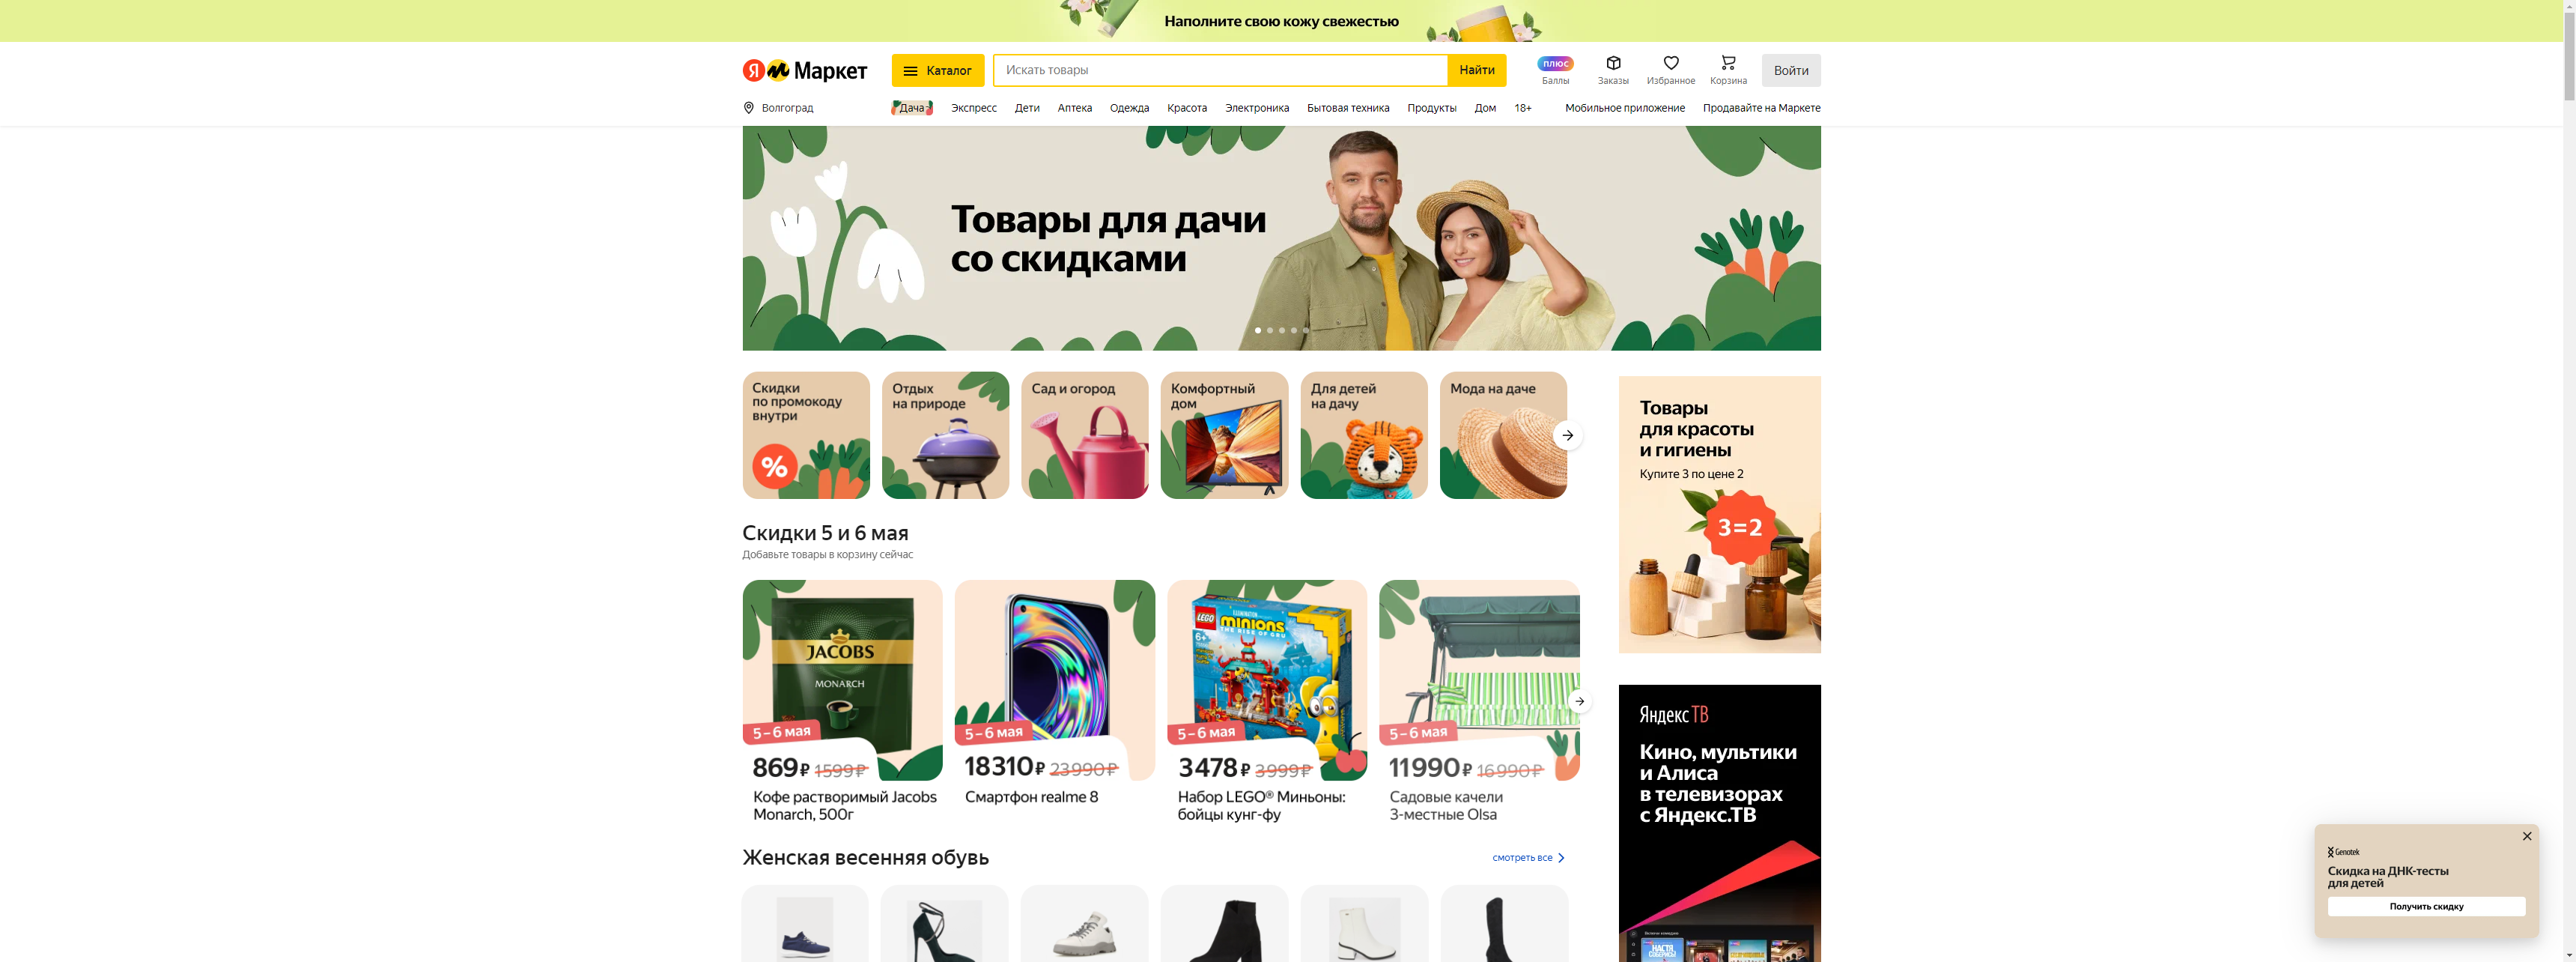 Наполните свою кожу свежестью
Я Маркет
Каталог
Искать товары
Найти
плюс
Баллы
Заказы
Избранное
Корзина
Войти
Волгоград
Дача
Экспресс
Дети
Аптека
Одежда
Красота
Электроника
Бытовая техника
Продукты
Дом
18+
Мобильное приложение
Продавайте на Маркете
Товары для дачи
со скидками
Скидки
по промокоду
внутри
%
Отдых
на природе
Сад и огород
Комфортный
дом
Для детей
на дачу
Мода на даче
Товары
для красоты
и гигиены
Купите 3 по цене 2
3=2
Скидки 5 и 6 мая
Добавьте товары в корзину сейчас
JACOBS
MONARCH
5–6 мая
869₽ 1599₽
Кофе растворимый Jacobs
Monarch, 500г
5–6 мая
18310₽ 23990₽
Смартфон realme 8
LEGO
ILLUMINATION
MINIONS
THE RISE OF GRU
6+
5–6 мая
3478₽ 3999₽
Набор LEGO® Миньоны:
бойцы кунг-фу
5–6 мая
11990₽ 16990₽
Садовые качели
3-местные Olsa
Яндекс ТВ
Кино, мультики
и Алиса
в телевизорах
с Яндекс.ТВ
Женская весенняя обувь
смотреть все
Genotek
Скидка на ДНК-тесты
для детей
Получить скидку